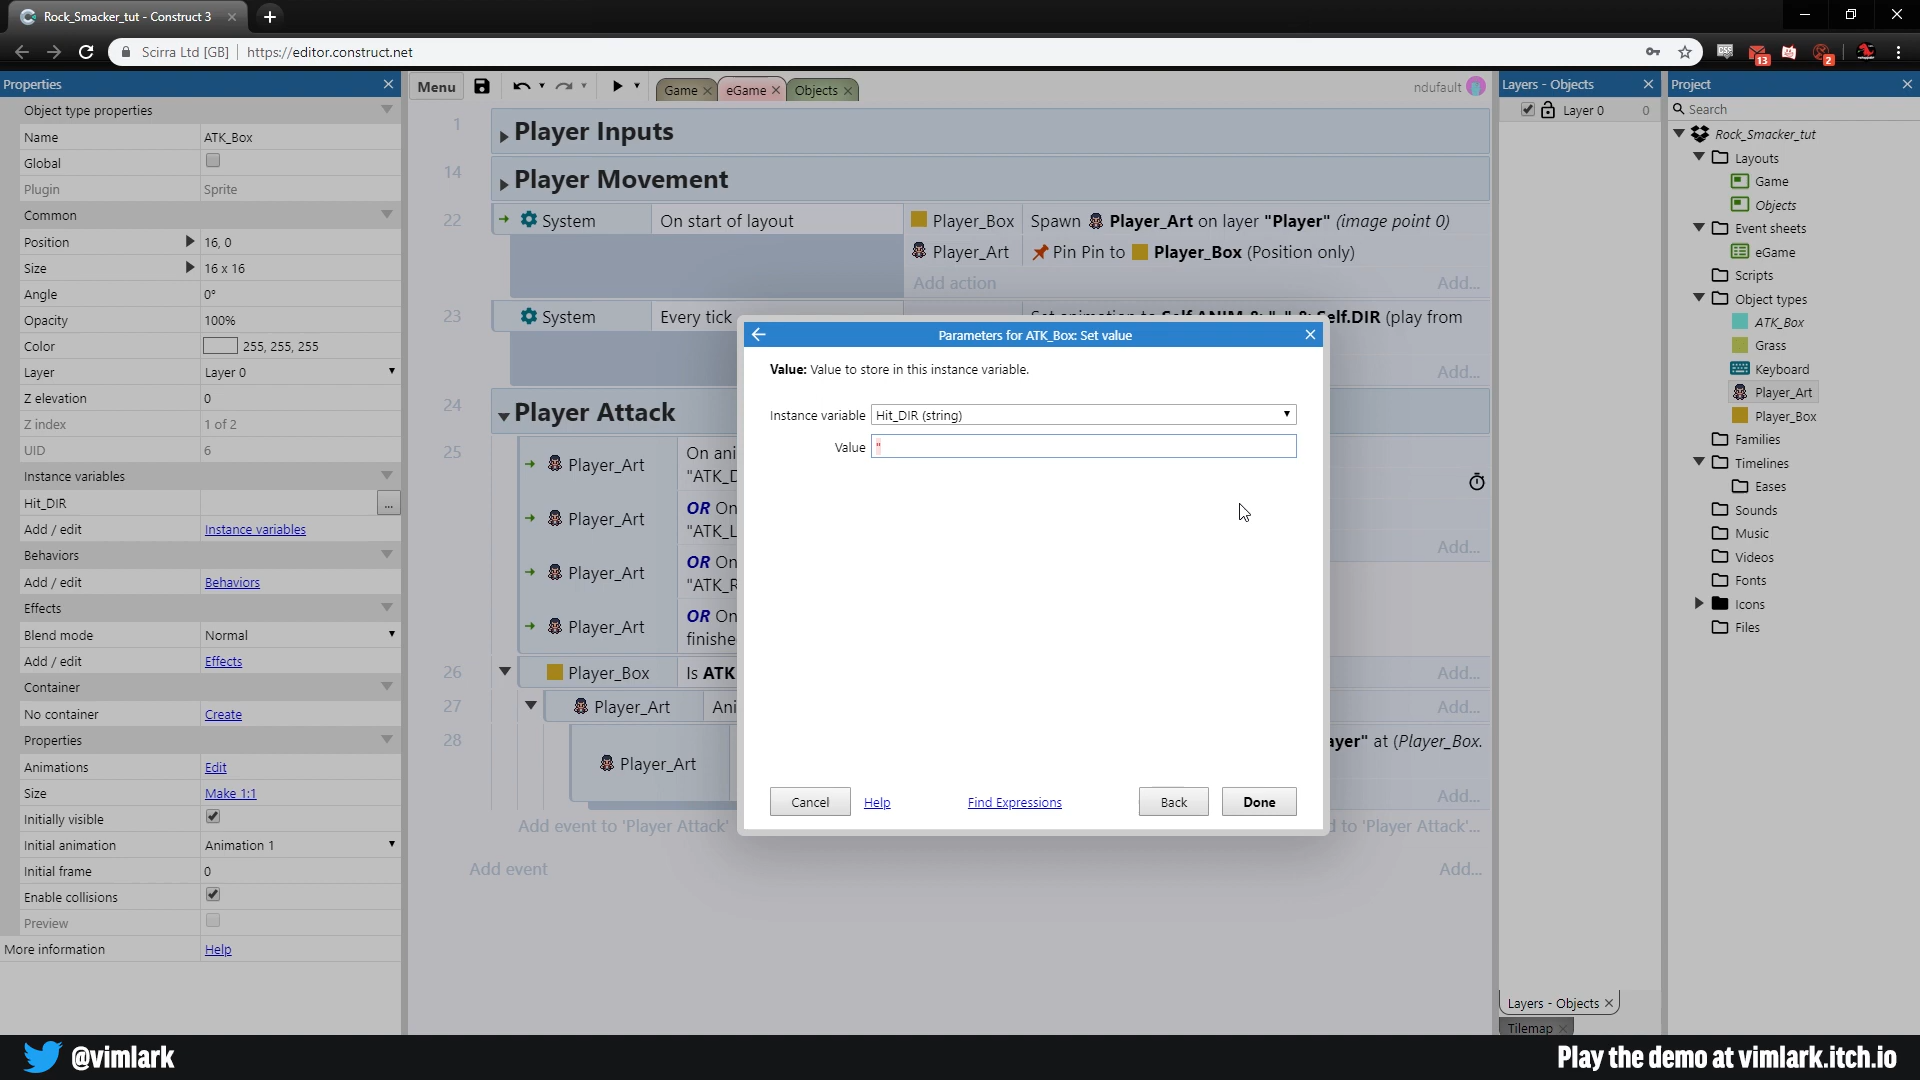 Rock_Smacker_tut - Construct 3
Scirra Ltd [GB] | https://editor.construct.net
13
2
Properties
Object type properties
Name ATK_Box
Global
Plugin Sprite
Common
Position 16, 0
Size 16 x 16
Angle 0°
Opacity 100%
Color 255, 255, 255
Layer Layer 0
Z elevation 0
Z index 1 of 2
UID 6
Instance variables
Hit_DIR ...
Add / edit Instance variables
Behaviors
Add / edit Behaviors
Effects
Blend mode Normal
Add / edit Effects
Container
No container Create
Properties
Animations Edit
Size Make 1:1
Initially visible
Initial animation Animation 1
Initial frame 0
Enable collisions
Preview
More information Help
Menu
Game
eGame
Objects
ndufault
1 Player Inputs
14 Player Movement
22 System On start of layout Player_Box Spawn Player_Art on layer "Player" (image point 0)
Player_Art Pin Pin to Player_Box (Position only)
Add action Add...
23 System Every tick Self.DIR (play from
Add...
24 Player Attack
25 Player_Art On ani
"ATK_D
Player_Art OR On
"ATK_L
Add...
Player_Art OR On
"ATK_R
Player_Art OR On
finishe
26 Player_Box Is ATK Add...
27 Player_Art Ani Add...
28 Player_Art ayer" at (Player_Box.
Add...
Add event to 'Player Attack' d to 'Player Attack'...
Add event Add...
Parameters for ATK_Box: Set value
Value: Value to store in this instance variable.
Instance variable Hit_DIR (string)
Value "
Cancel Help Find Expressions Back Done
Layers - Objects
Layer 0 0
Layers - Objects
Tilemap
Project
Search
Rock_Smacker_tut
Layouts
Game
Objects
Event sheets
eGame
Scripts
Object types
ATK_Box
Grass
Keyboard
Player_Art
Player_Box
Families
Timelines
Eases
Sounds
Music
Videos
Fonts
Icons
Files
@vimlark
Play the demo at vimlark.itch.io